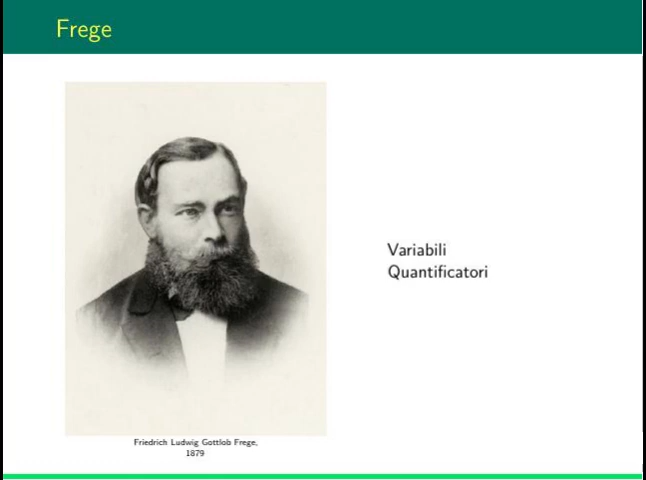 Frege
Variabili
Quantificatori
Friedrich Ludwig Gottlob Frege,
1879